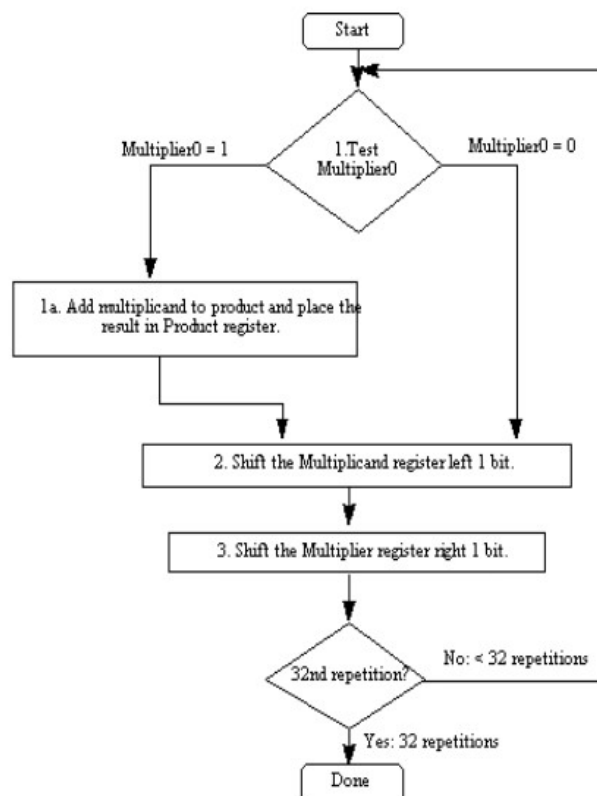 Start
1.Test
Multiplier0
Multiplier0 = 1
Multiplier0 = 0
1a. Add multiplicand to product and place the
result in Product register.
2. Shift the Multiplicand register left 1 bit.
3. Shift the Multiplier register right 1 bit.
32nd repetition?
No: < 32 repetitions
Yes: 32 repetitions
Done